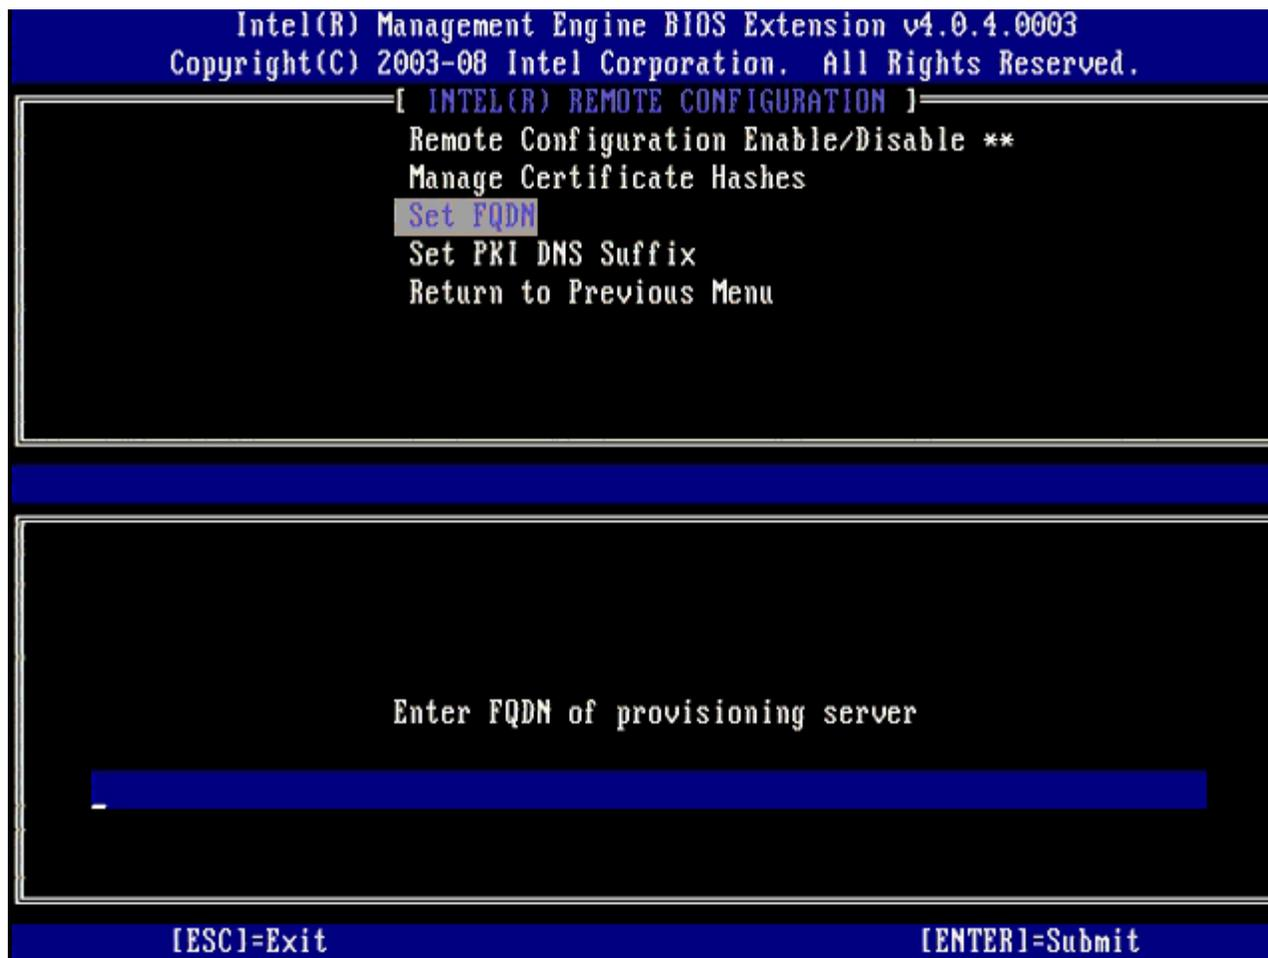 Intel(R) Management Engine BIOS Extension v4.0.4.0003
Copyright(C) 2003-08 Intel Corporation. All Rights Reserved.
[ INTEL(R) REMOTE CONFIGURATION ]
Remote Configuration Enable/Disable **
Manage Certificate Hashes
Set FQDN
Set PKI DNS Suffix
Return to Previous Menu
Enter FQDN of provisioning server
[ESC]=Exit [ENTER]=Submit